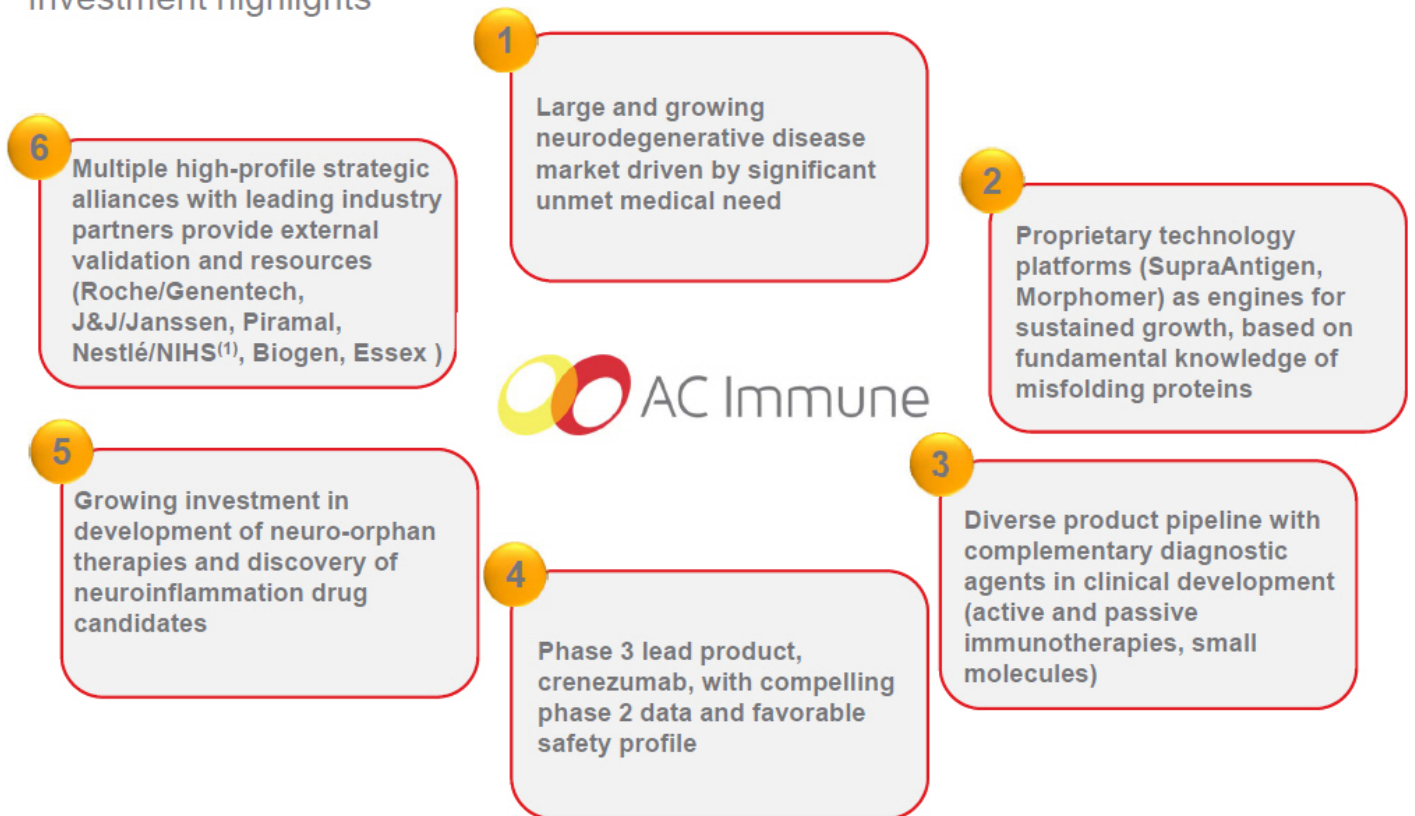 Investment highlights
1
Large and growing
neurodegenerative disease
market driven by significant
unmet medical need
2
Proprietary technology
platforms (SupraAntigen,
Morphomer) as engines for
sustained growth, based on
fundamental knowledge of
misfolding proteins
3
Diverse product pipeline with
complementary diagnostic
agents in clinical development
(active and passive
immunotherapies, small
molecules)
4
Phase 3 lead product,
crenezumab, with compelling
phase 2 data and favorable
safety profile
5
Growing investment in
development of neuro-orphan
therapies and discovery of
neuroinflammation drug
candidates
6
Multiple high-profile strategic
alliances with leading industry
partners provide external
validation and resources
(Roche/Genentech,
J&J/Janssen, Piramal,
Nestlé/NIHS(1), Biogen, Essex )
AC Immune